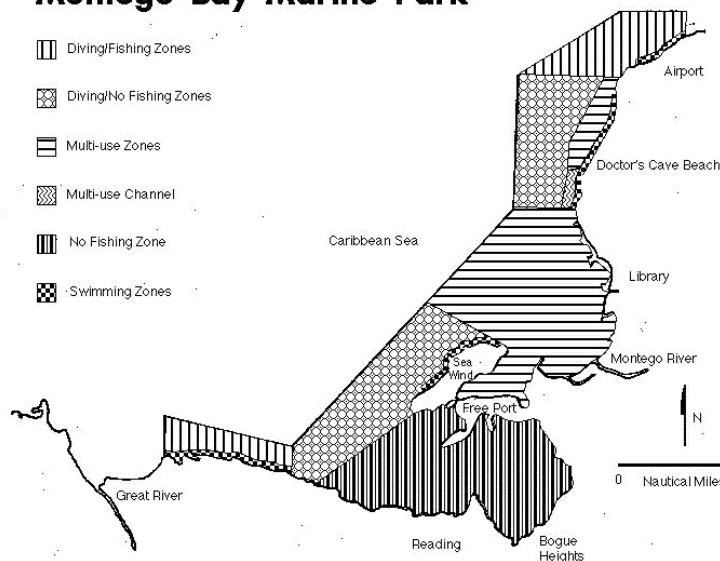 Montego Bay Marine Park
Diving/Fishing Zones
Diving/No Fishing Zones
Multi-use Zones
Multi-use Channel
No Fishing Zone
Swimming Zones
Airport
Doctor's Cave Beach
Caribbean Sea
Library
Montego River
Sea
Wind
Free Port
N
0 Nautical Miles
Great River
Reading
Bogue
Heights